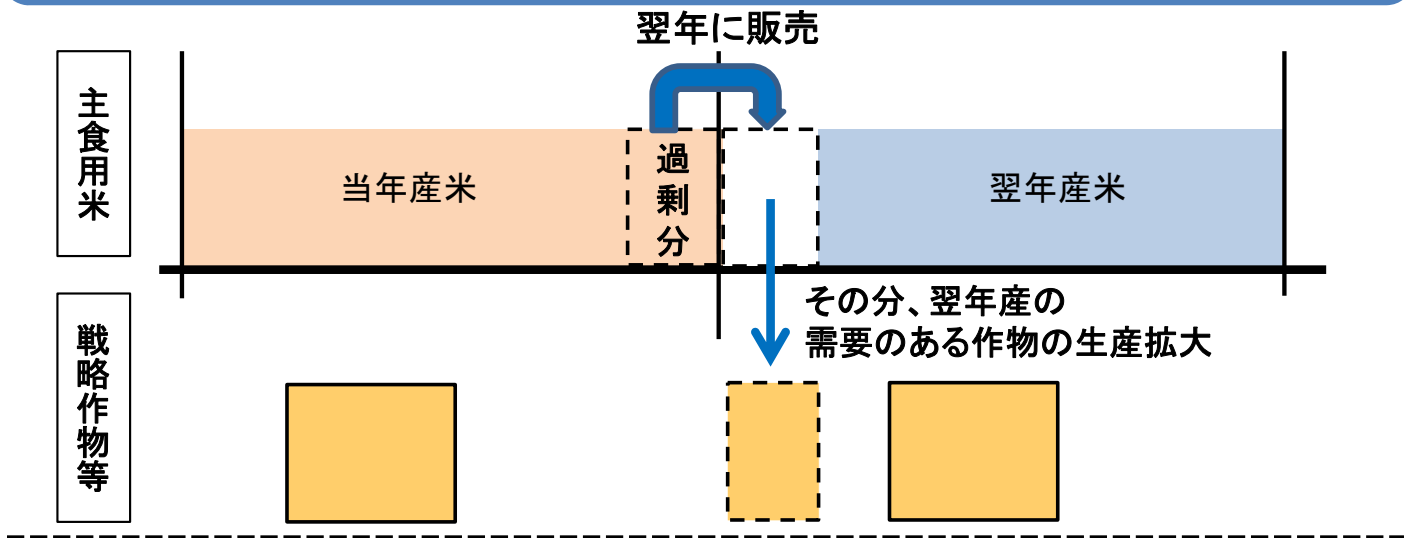 翌年に販売
主食用米
当年産米
過剰分
翌年産米
その分、翌年産の
需要のある作物の生産拡大
戦略作物等